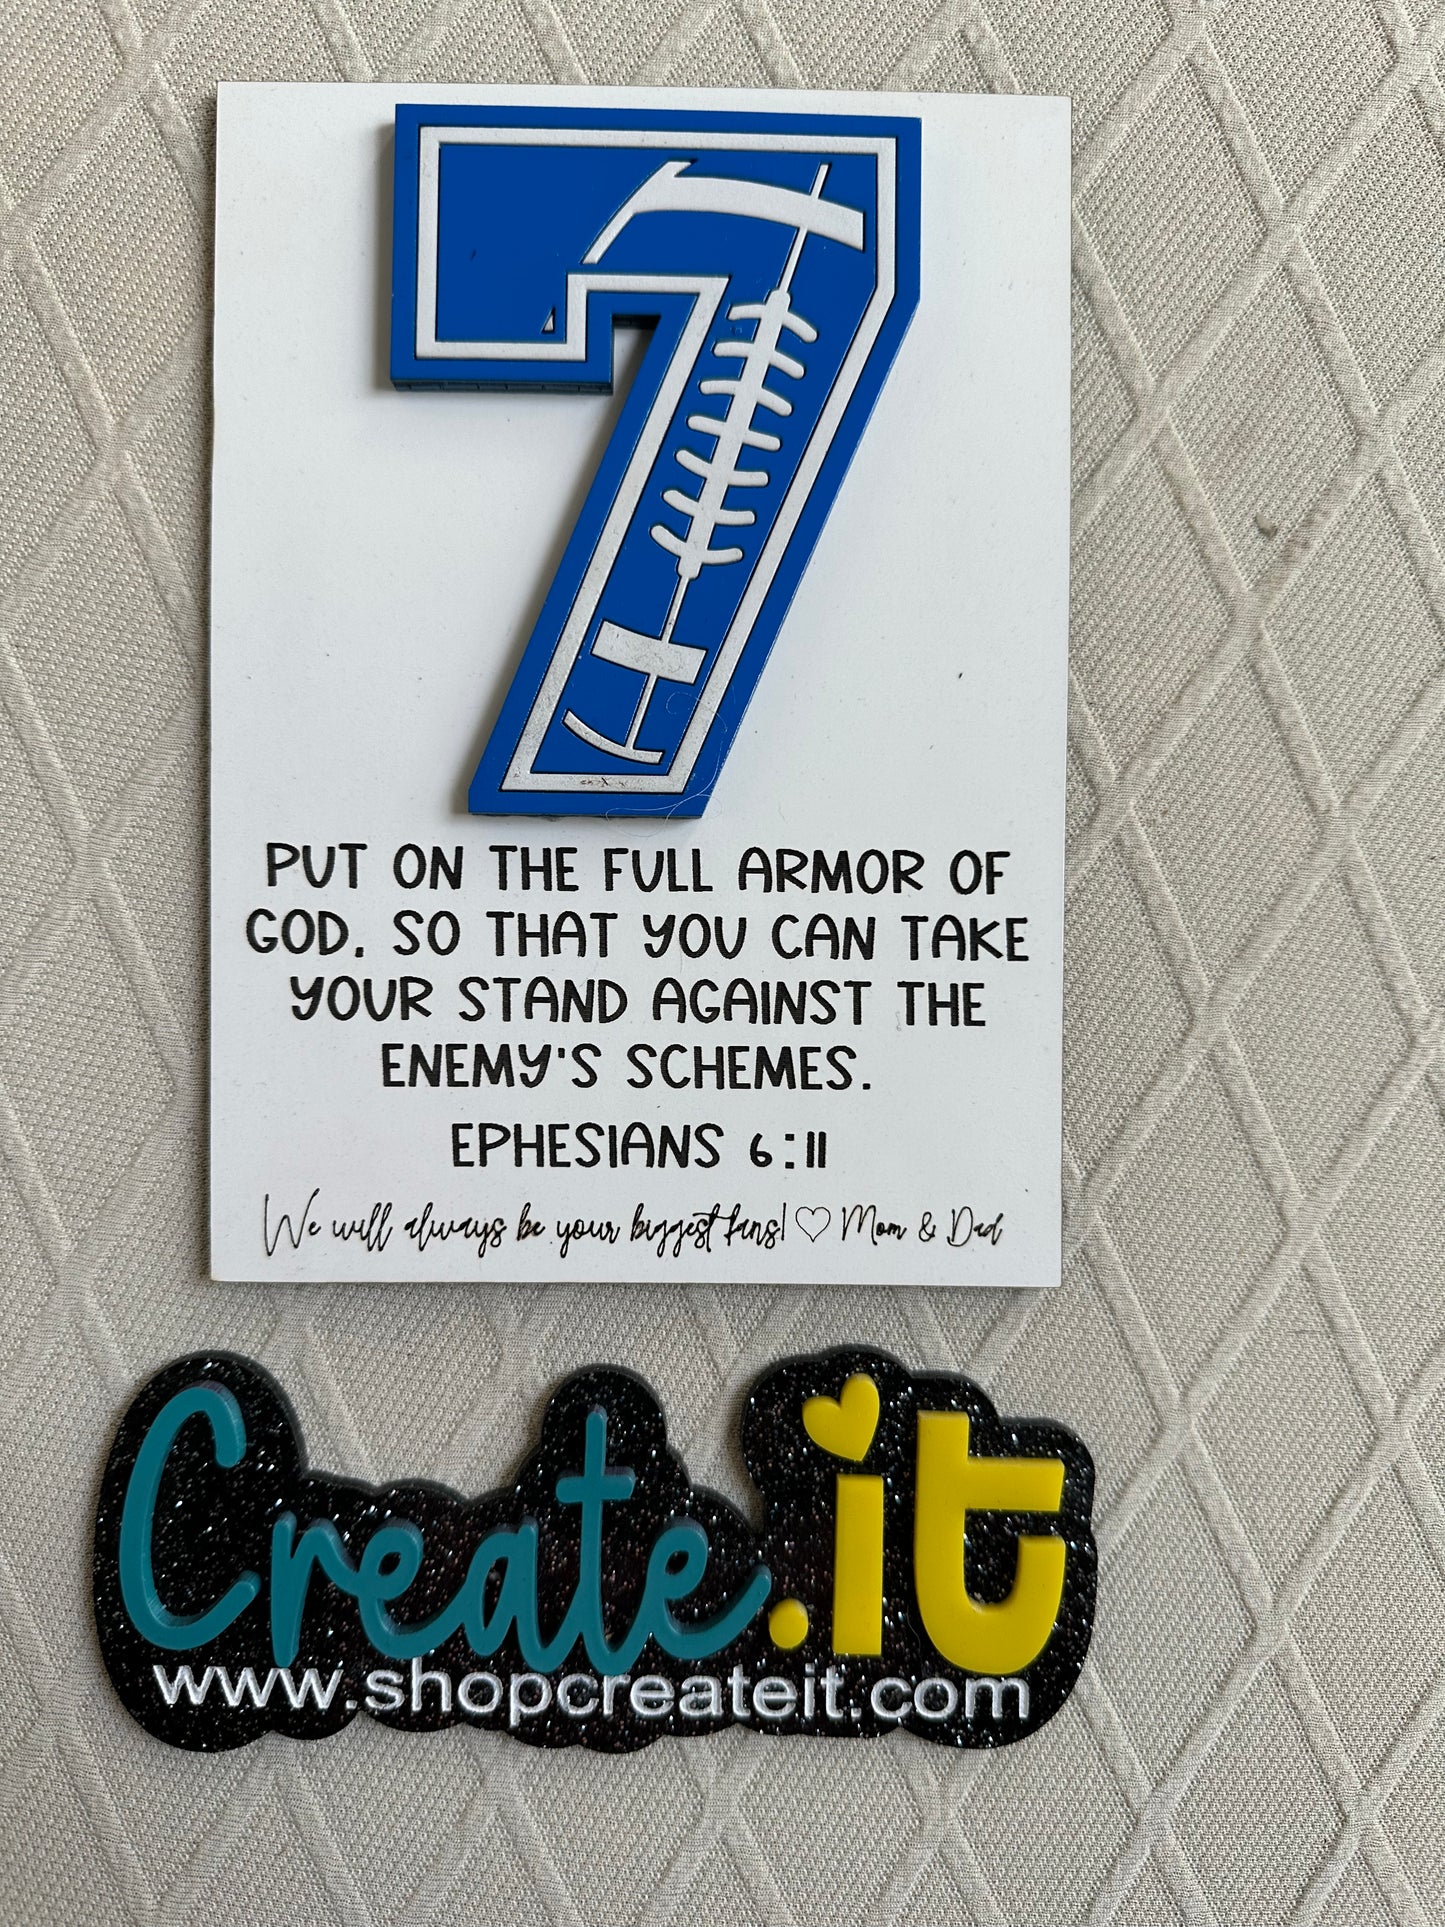 7
PUT ON THE FULL ARMOR OF
GOD, SO THAT YOU CAN TAKE
YOUR STAND AGAINST THE
ENEMY'S SCHEMES.
EPHESIANS 6:11
We will always be your biggest fans! ♡ Mom & Dad
Create.it
www.shopcreateit.com